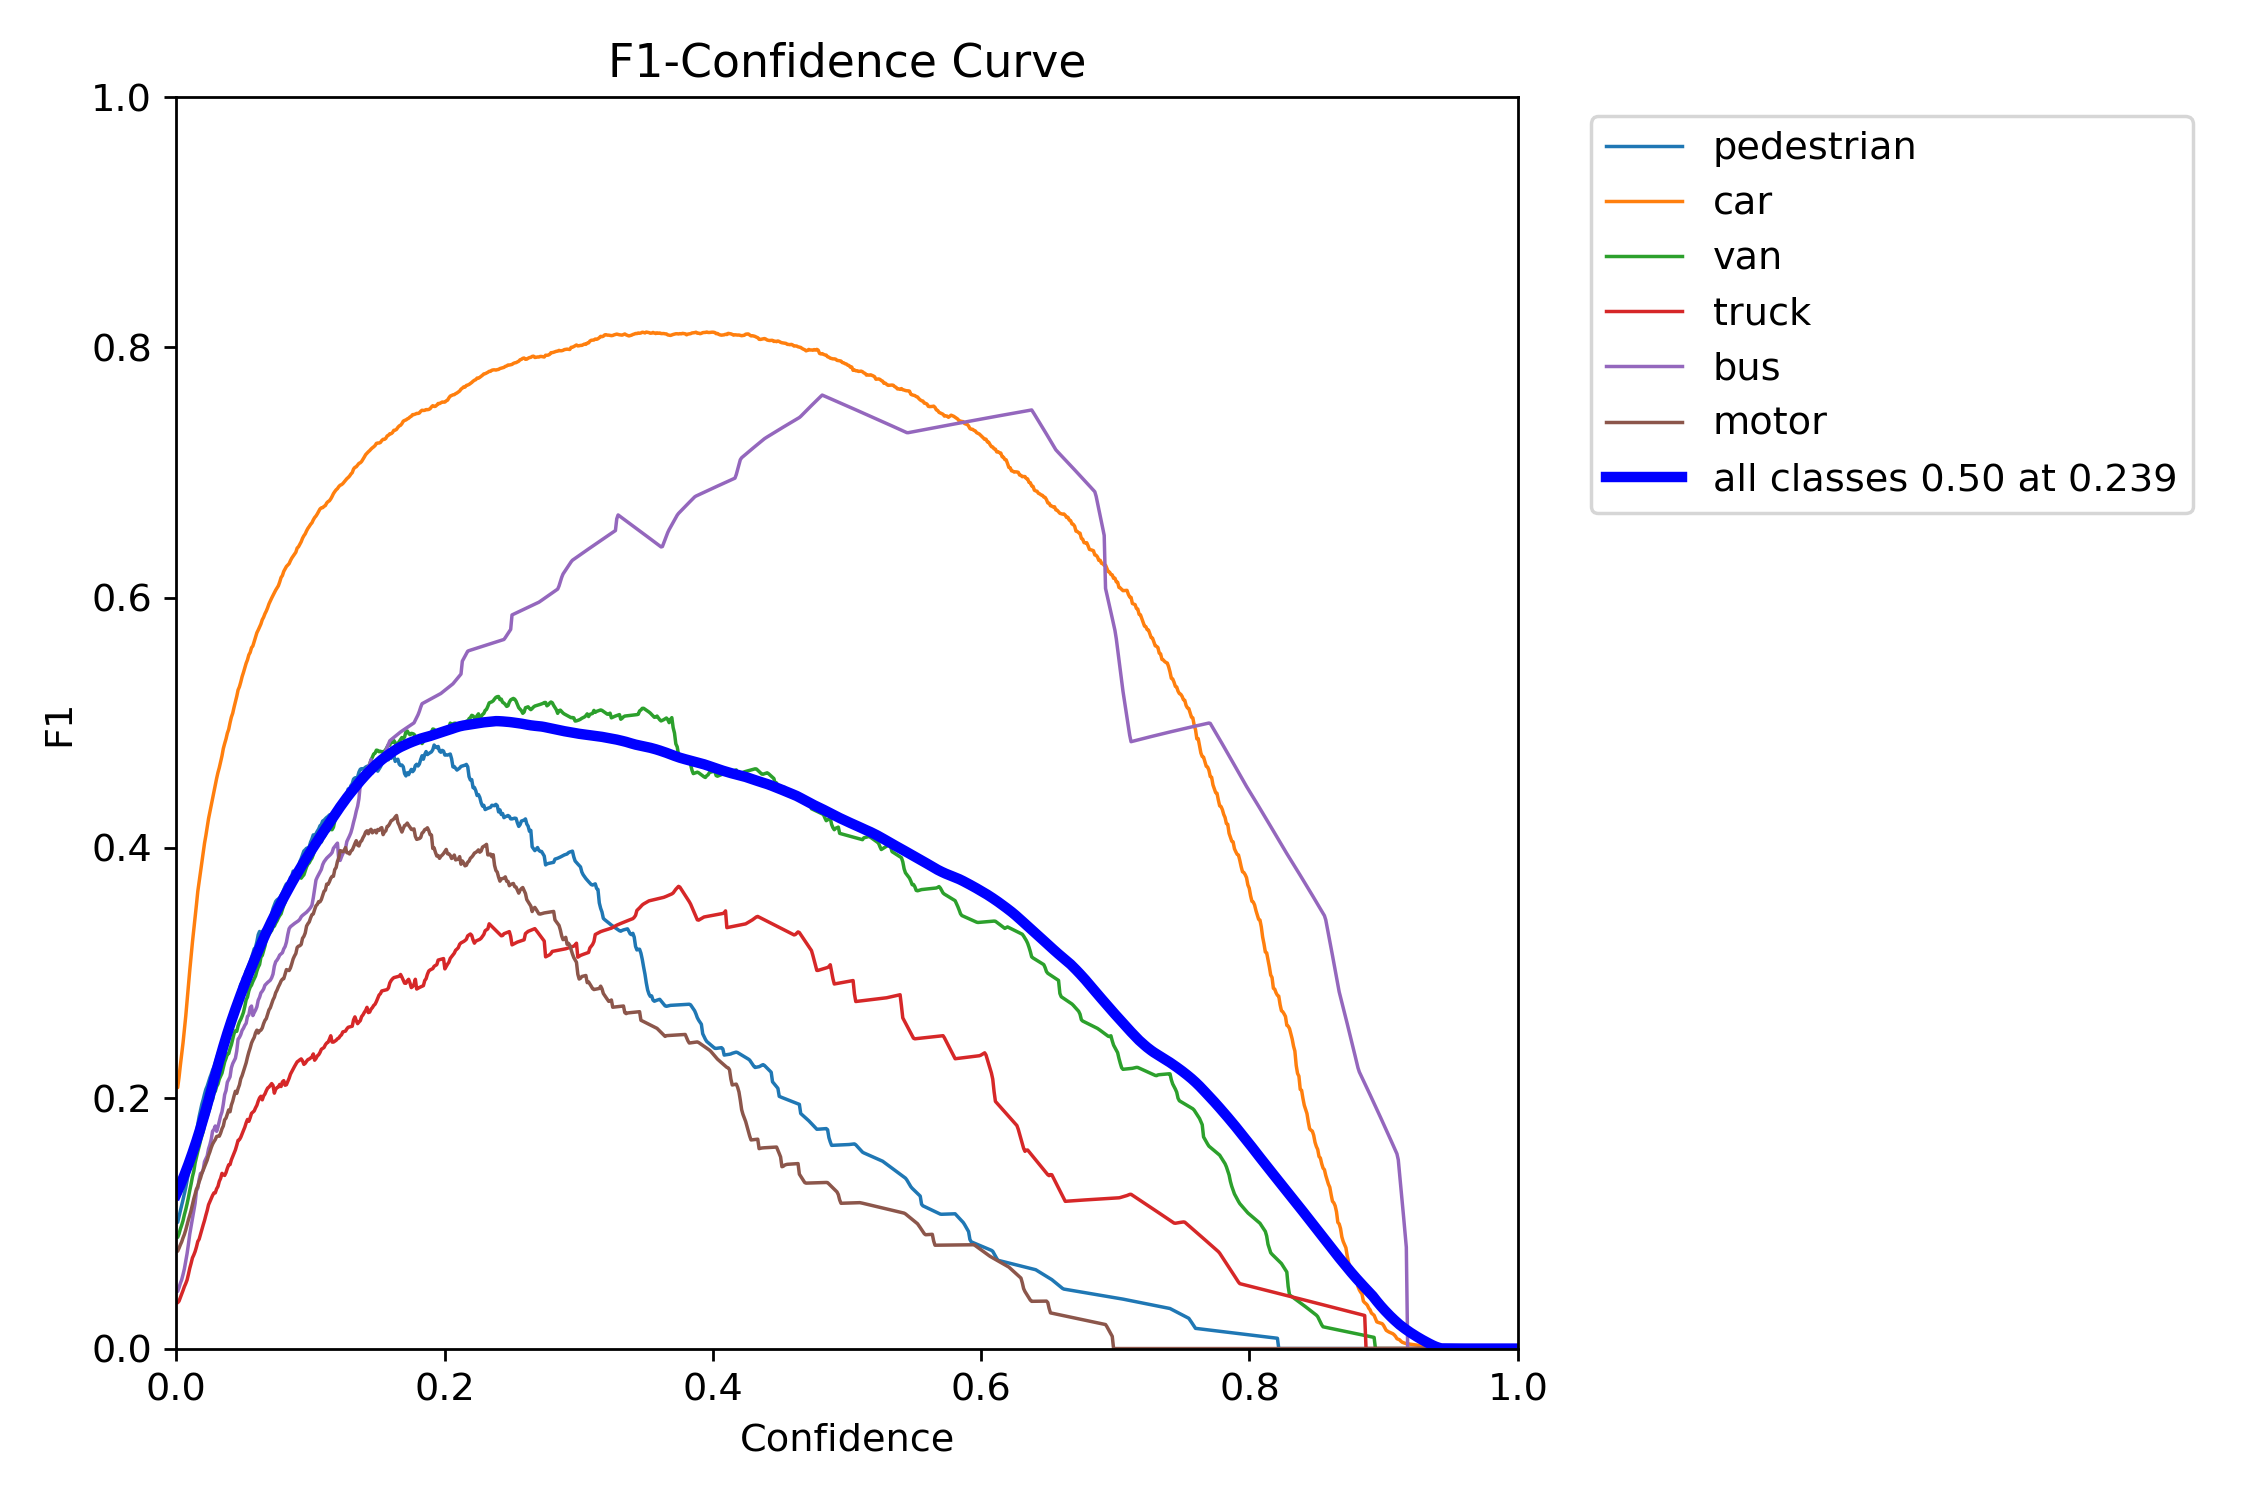 F1-Confidence Curve
1.0
0.8
0.6
0.4
0.2
0.0
F1
0.0 0.2 0.4 0.6 0.8 1.0
Confidence
pedestrian
car
van
truck
bus
motor
all classes 0.50 at 0.239